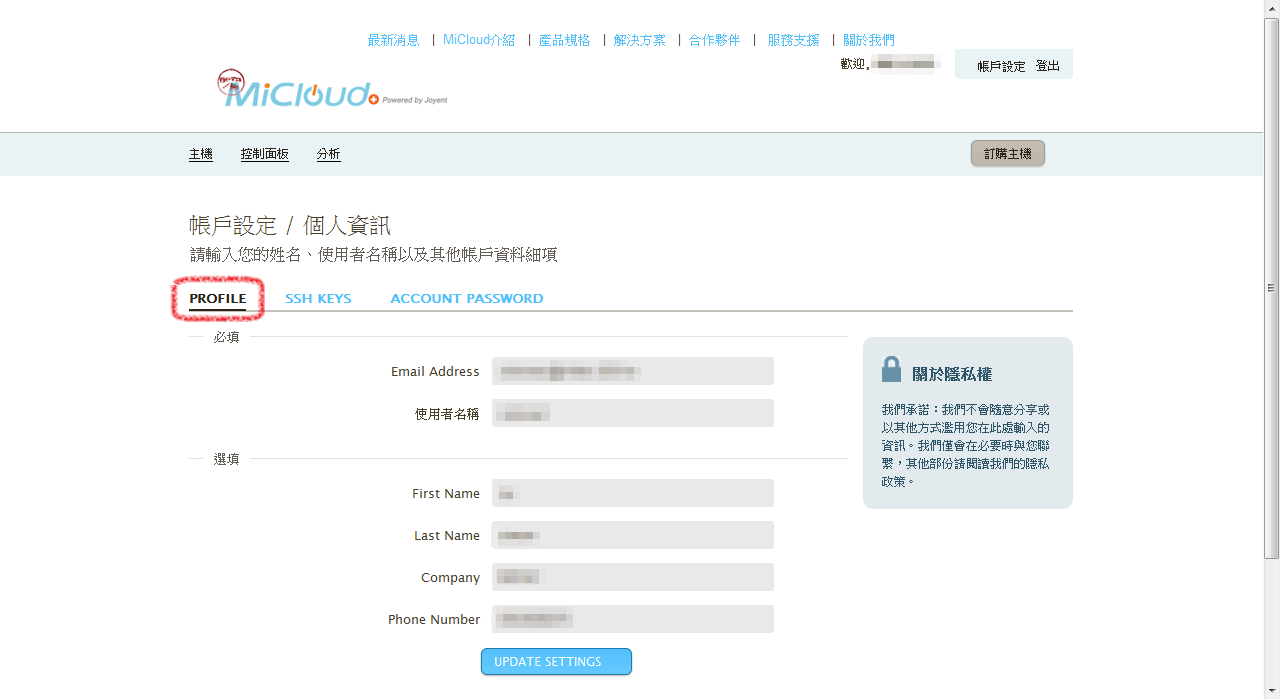 最新消息 | MiCloud介紹 | 產品規格 | 解決方案 | 合作夥伴 | 服務支援 | 關於我們
歡迎,
帳戶設定 登出
MiCloud Powered by Joyent
主機 控制面板 分析
訂購主機
帳戶設定 / 個人資訊
請輸入您的姓名、使用者名稱以及其他帳戶資料細項
PROFILE SSH KEYS ACCOUNT PASSWORD
必填
Email Address
使用者名稱
選填
First Name
Last Name
Company
Phone Number
UPDATE SETTINGS
關於隱私權
我們承諾：我們不會隨意分享或
以其他方式濫用您在此處輸入的
資訊。我們僅會在必要時與您聯
繫，其他部份請閱讀我們的隱私
政策。